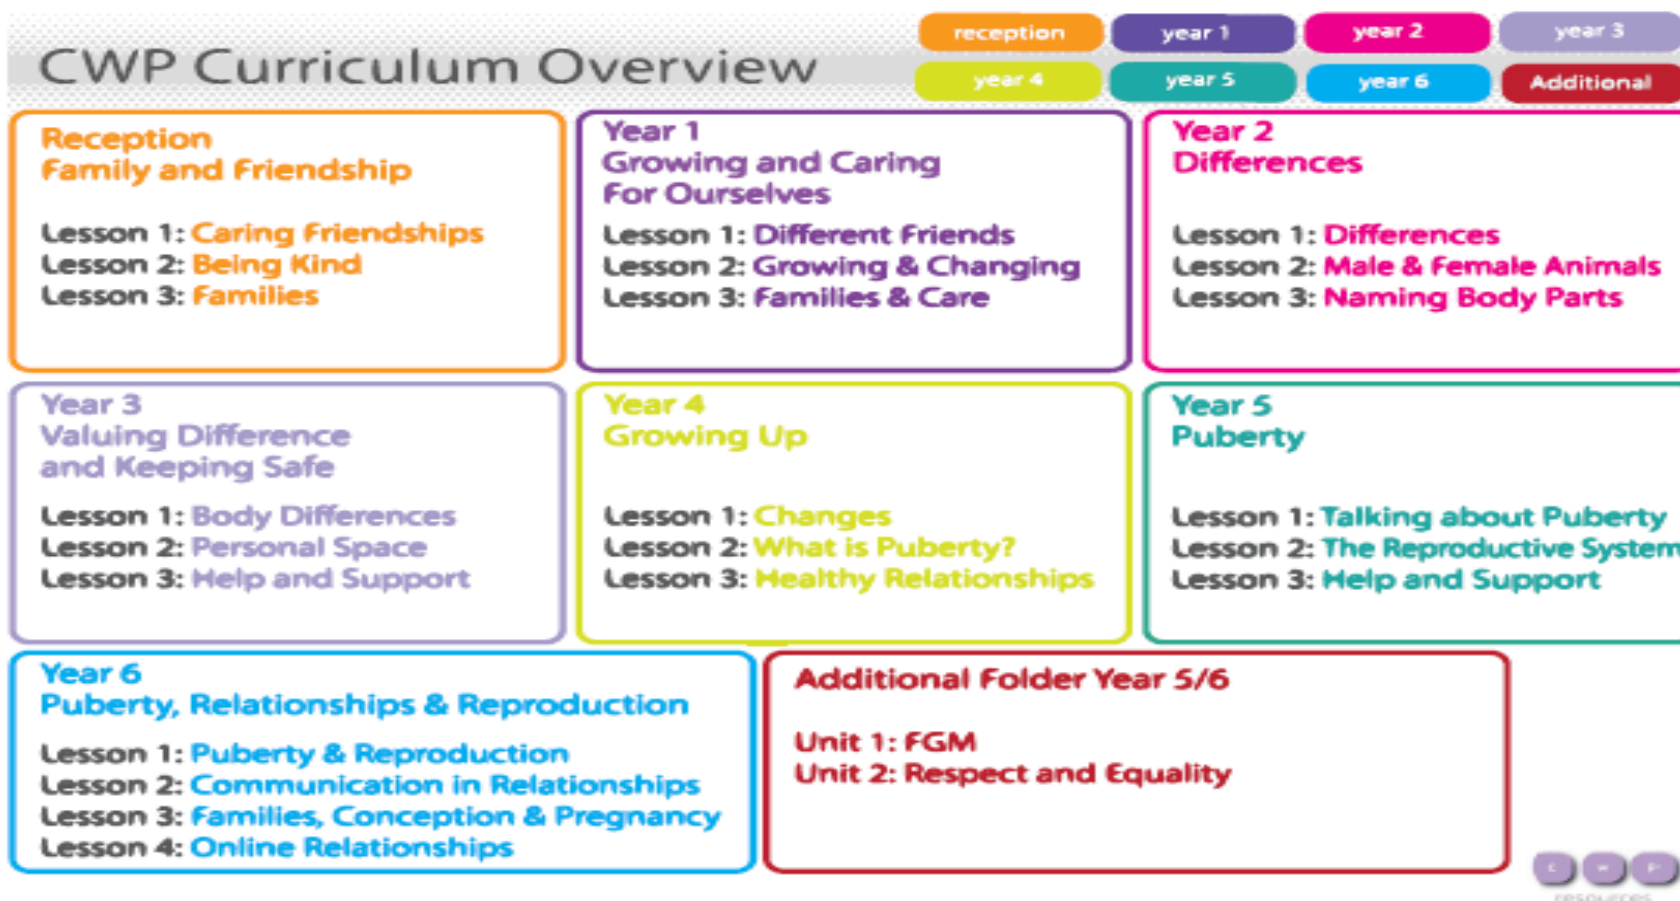 CWP Curriculum Overview
reception
year 1
year 2
year 3
year 4
year 5
year 6
Additional
Reception
Family and Friendship
Lesson 1: Caring Friendships
Lesson 2: Being Kind
Lesson 3: Families
Year 1
Growing and Caring
For Ourselves
Lesson 1: Different Friends
Lesson 2: Growing & Changing
Lesson 3: Families & Care
Year 2
Differences
Lesson 1: Differences
Lesson 2: Male & Female Animals
Lesson 3: Naming Body Parts
Year 3
Valuing Difference
and Keeping Safe
Lesson 1: Body Differences
Lesson 2: Personal Space
Lesson 3: Help and Support
Year 4
Growing Up
Lesson 1: Changes
Lesson 2: What is Puberty?
Lesson 3: Healthy Relationships
Year 5
Puberty
Lesson 1: Talking about Puberty
Lesson 2: The Reproductive System
Lesson 3: Help and Support
Year 6
Puberty, Relationships & Reproduction
Lesson 1: Puberty & Reproduction
Lesson 2: Communication in Relationships
Lesson 3: Families, Conception & Pregnancy
Lesson 4: Online Relationships
Additional Folder Year 5/6
Unit 1: FGM
Unit 2: Respect and Equality
C W P
resources